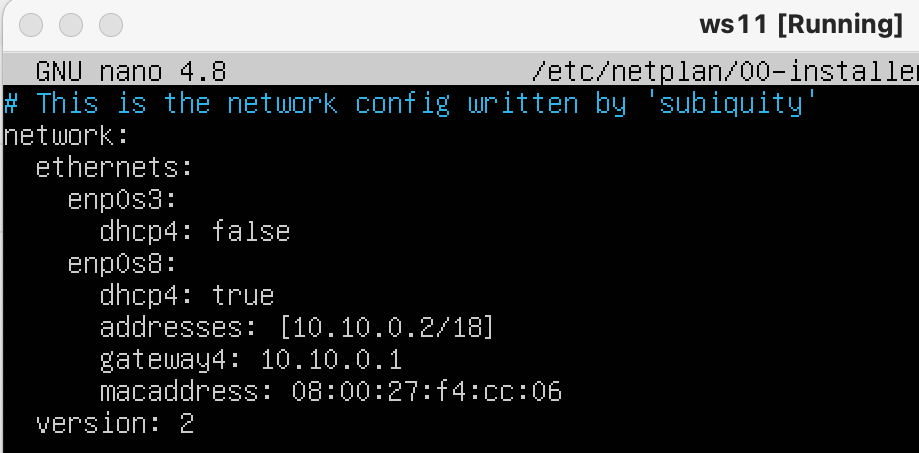 ws11 [Running]
GNU nano 4.8 /etc/netplan/00-installer
# This is the network config written by 'subiquity'
network:
  ethernets:
    enp0s3:
      dhcp4: false
    enp0s8:
      dhcp4: true
      addresses: [10.10.0.2/18]
      gateway4: 10.10.0.1
      macaddress: 08:00:27:f4:cc:06
  version: 2